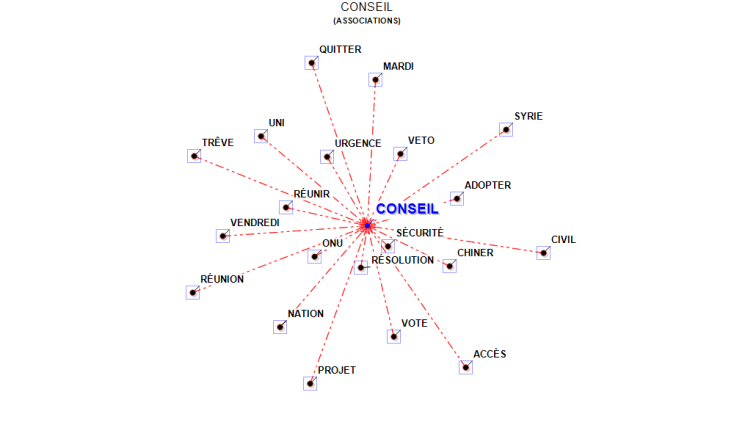 CONSEIL
(ASSOCIATIONS)
QUITTER
MARDI
SYRIE
UNI
TRÊVE
URGENCE
VETO
ADOPTER
RÉUNIR
CONSEIL
VENDREDI
SÉCURITÉ
ONU
CIVIL
CHINER
RÉSOLUTION
RÉUNION
NATION
VOTE
ACCÈS
PROJET